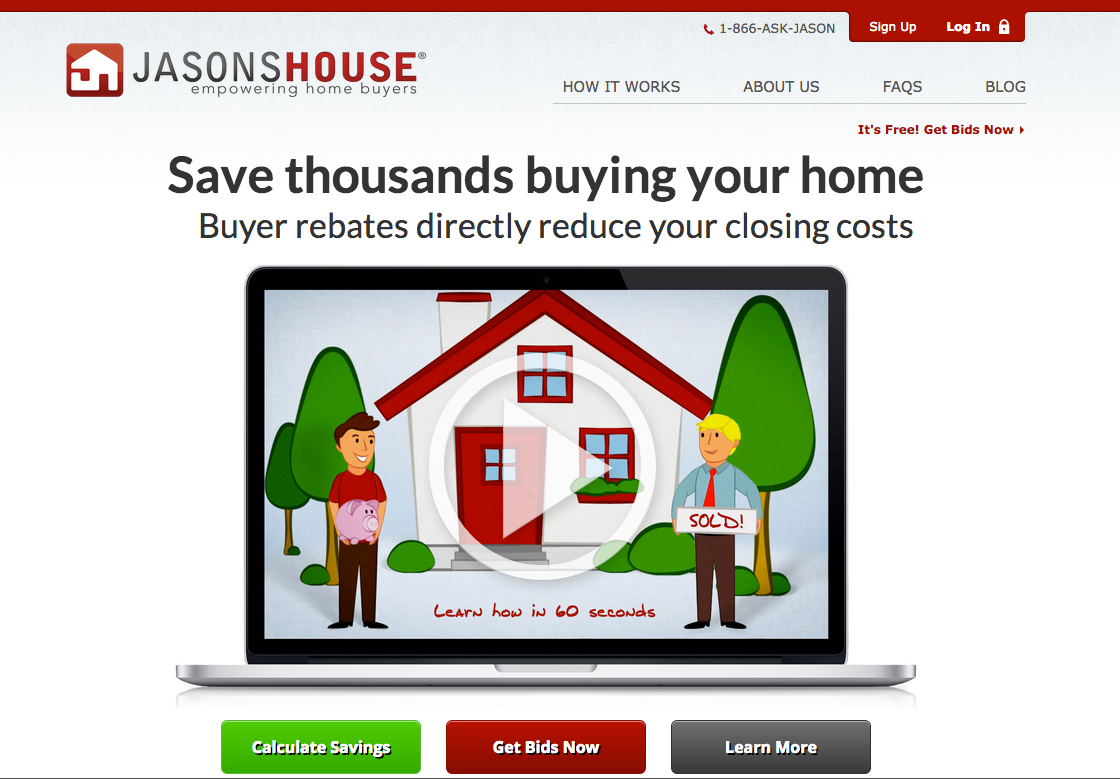 1-866-ASK-JASON
Sign Up
Log In
JASONSHOUSE®
empowering home buyers
HOW IT WORKS
ABOUT US
FAQS
BLOG
It's Free! Get Bids Now
Save thousands buying your home
Buyer rebates directly reduce your closing costs
SOLD!
Learn how in 60 seconds
Calculate Savings
Get Bids Now
Learn More